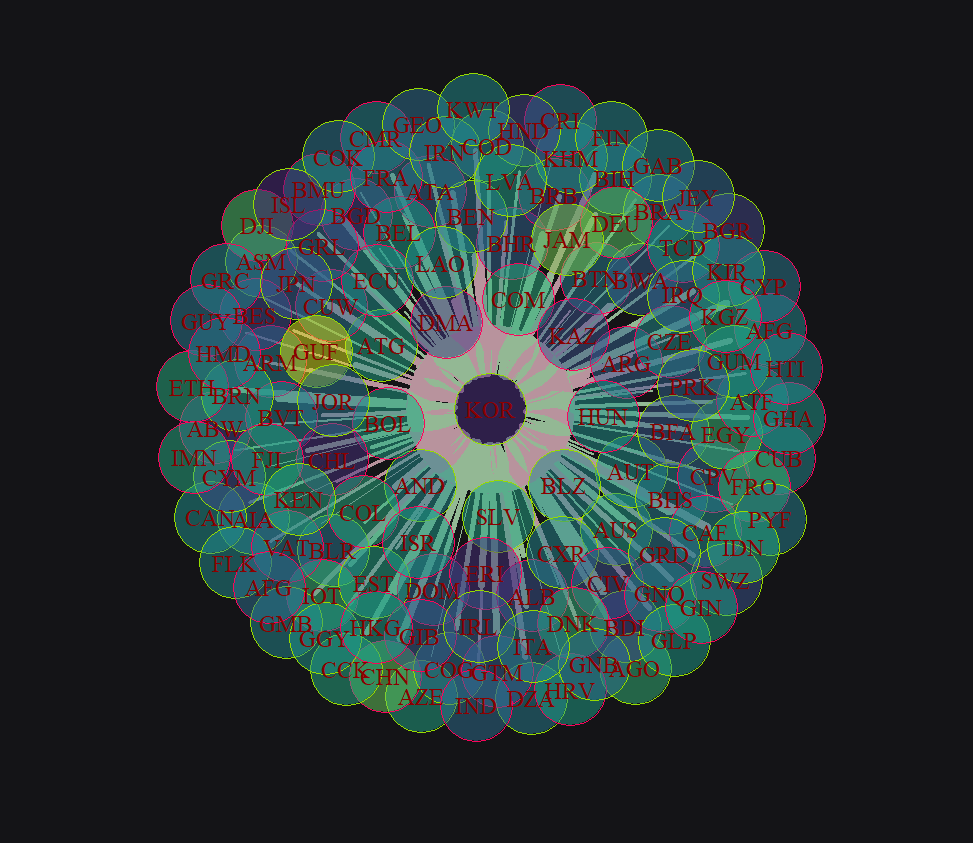 KWT
GEO
HND
CRI
CMR
COD
FIN
IRN
COK
KHM
GAB
FRA
BIH
LVA
BMU
ATA
BRB
JEY
ISL
BGD
BEN
BRA
DJI
BEL
DEU
BGR
JAM
GRL
BHR
TCD
ASM
LAO
KIR
GRC
JPN
ECU
BTN
BWA
CYP
IRQ
COM
CUW
BES
GUY
KGZ
DMA
AFG
KAZ
ATG
CZE
HMD
GUF
ARM
ARG
GUM
HTI
ETH
PRK
BRN
JOR
ATF
KOR
BVT
HUN
GHA
BOL
ABW
EGY
IMN
FJI
CHL
CUB
AUT
CYM
CPV
AND
BLZ
FRO
KEN
BHS
COL
SLV
CAN
PYF
AUS
CAF
ISR
VAT
BLR
IDN
CXR
GRD
FLK
TRJ
EST
SWZ
CIV
AFG
DOM
IOT
ALB
GNQ
GIN
GMB
HKG
IRL
DNK
GGY
GIB
GLP
ITA
GNB
CCK
COG
AGO
GTM
CHN
HRV
AZE
DZA
IND